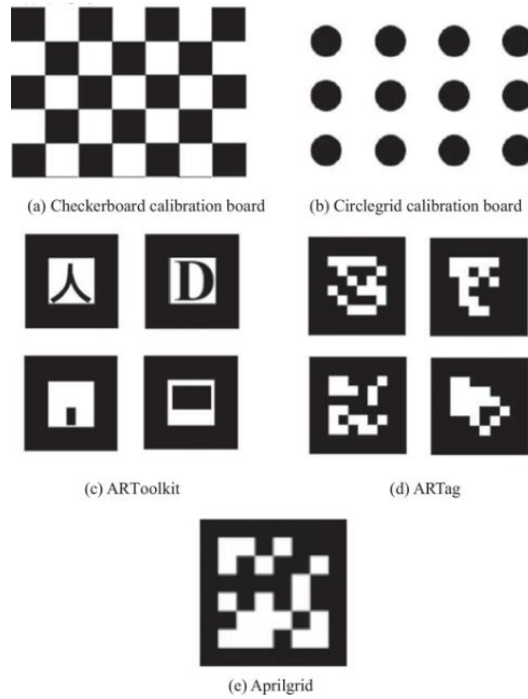 (a) Checkerboard calibration board
(b) Circlegrid calibration board
人
D
(c) ARToolkit
(d) ARTag
(e) Aprilgrid